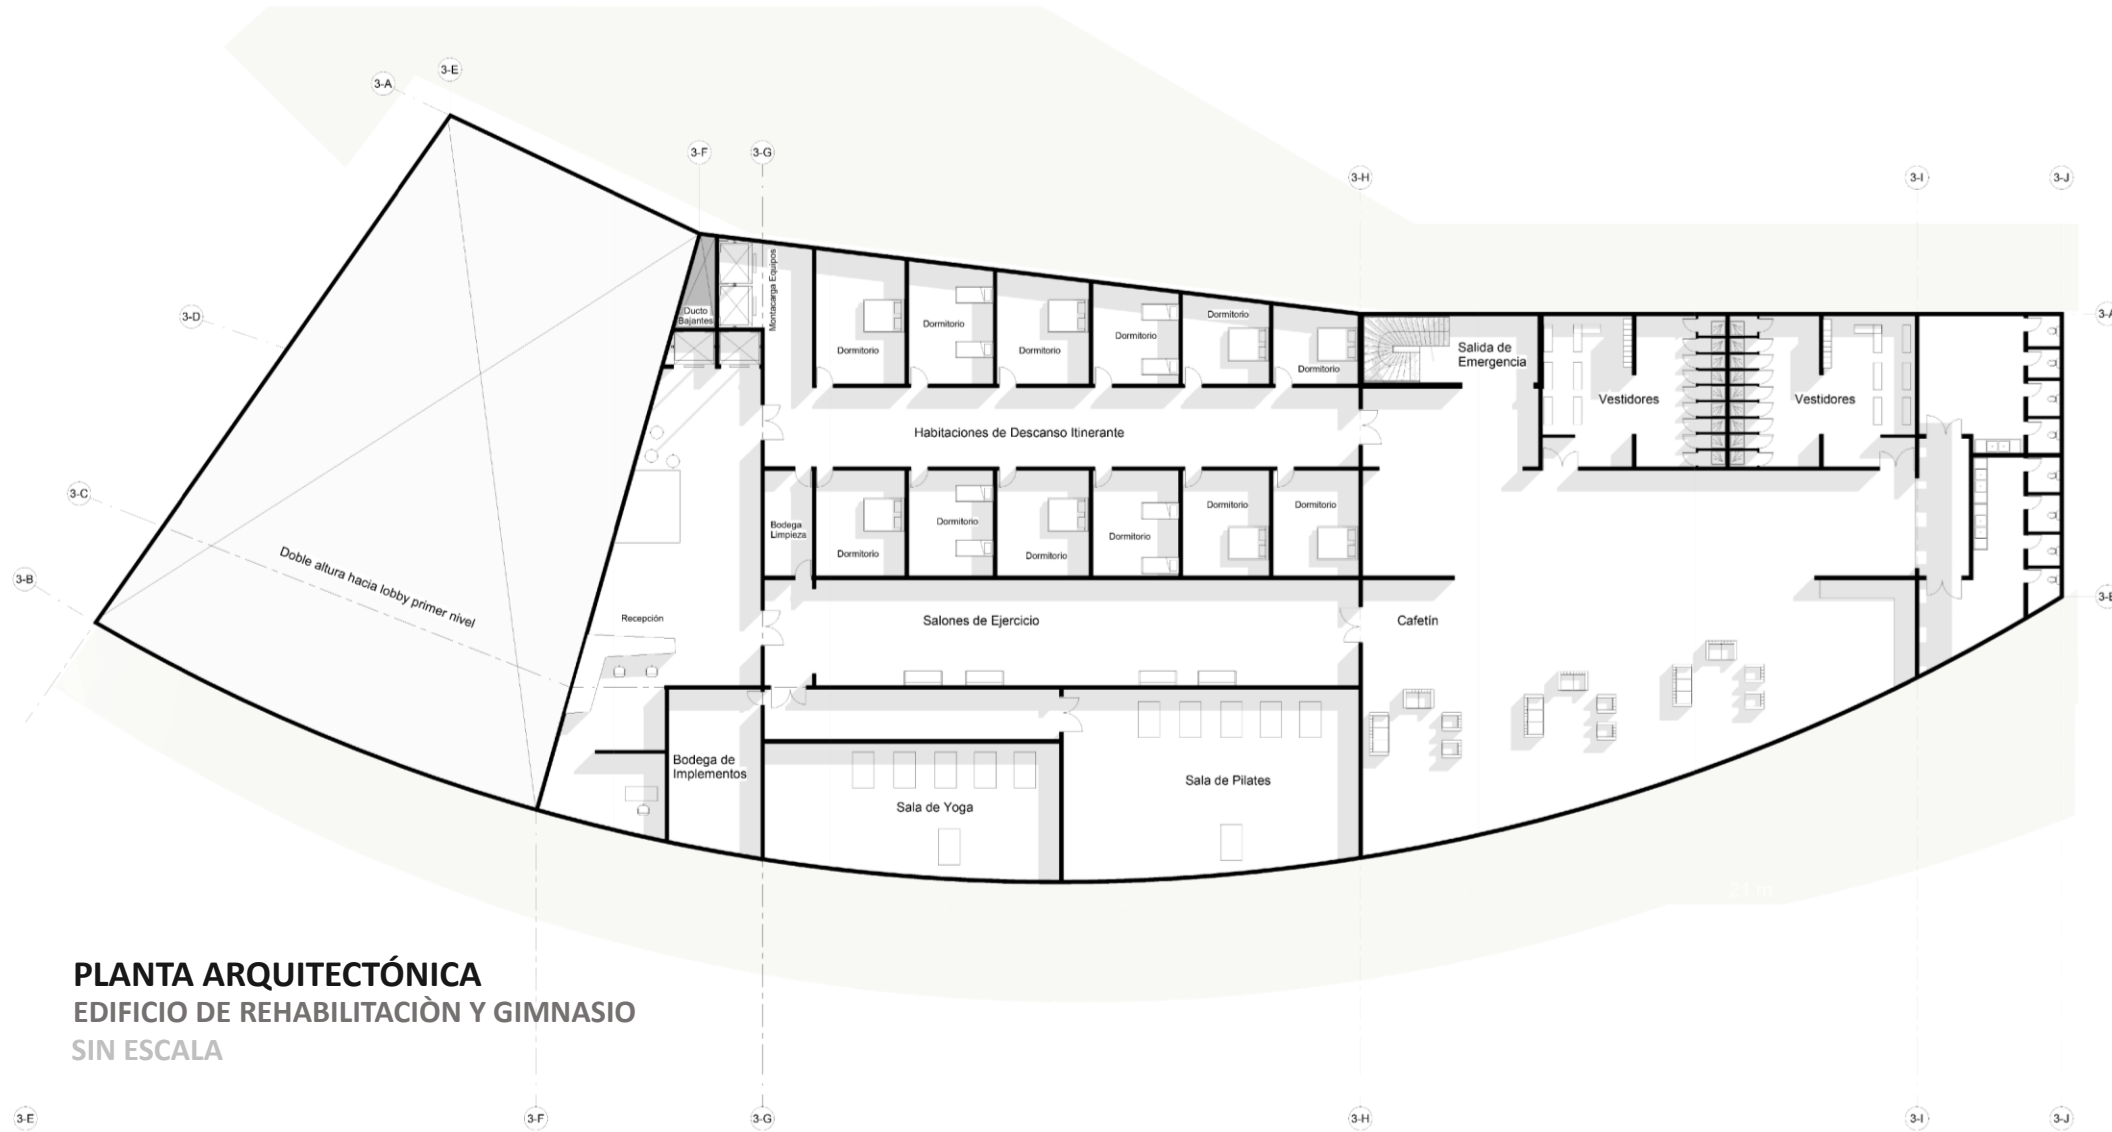 3-E
3-A
3-F
3-G
3-H
3-I
3-J
3-D
3-A
Montacarga Equipos
Ducto
Bajantes
Dormitorio
Dormitorio
Dormitorio
Dormitorio
Dormitorio
Dormitorio
Salida de
Emergencia
Vestidores
Vestidores
Habitaciones de Descanso Itinerante
3-C
Bodega
Limpieza
Dormitorio
Dormitorio
Dormitorio
Dormitorio
Dormitorio
Dormitorio
3-B
Doble altura hacia lobby primer nivel
Recepción
Salones de Ejercicio
Cafetín
Bodega de
Implementos
Sala de Yoga
Sala de Pilates
21 m
PLANTA ARQUITECTÓNICA
EDIFICIO DE REHABILITACIÒN Y GIMNASIO
SIN ESCALA
3-E
3-F
3-G
3-H
3-I
3-J